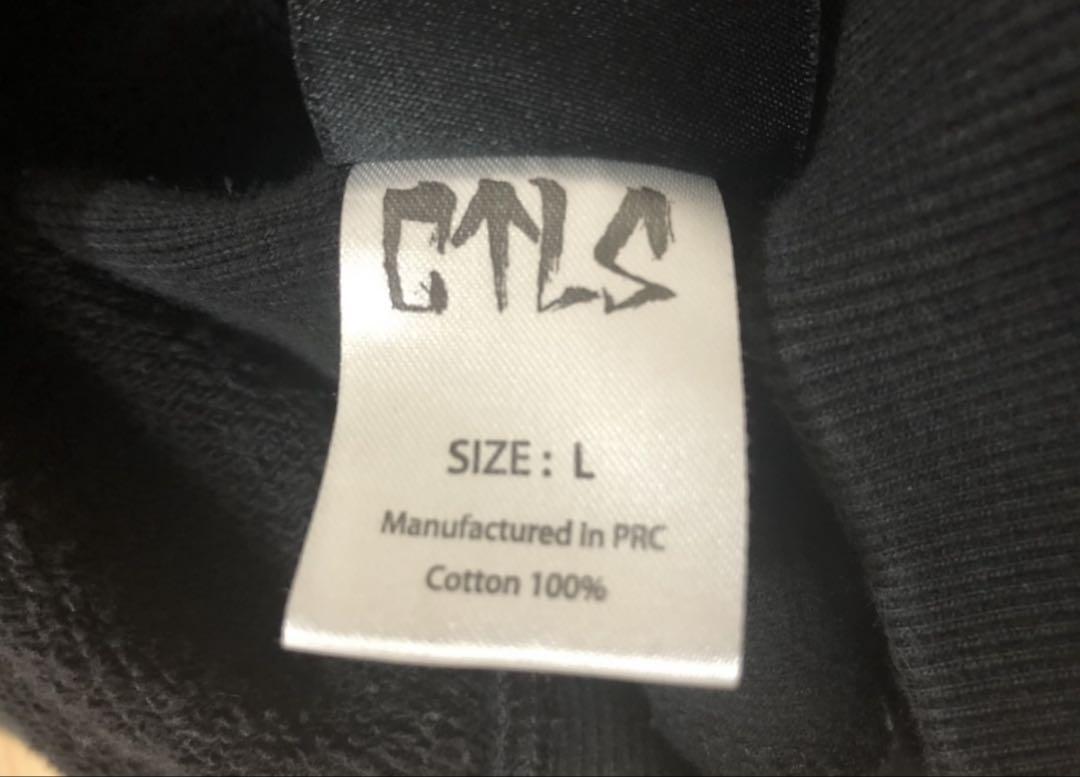 CTLS
SIZE : L
Manufactured in PRC
Cotton 100%